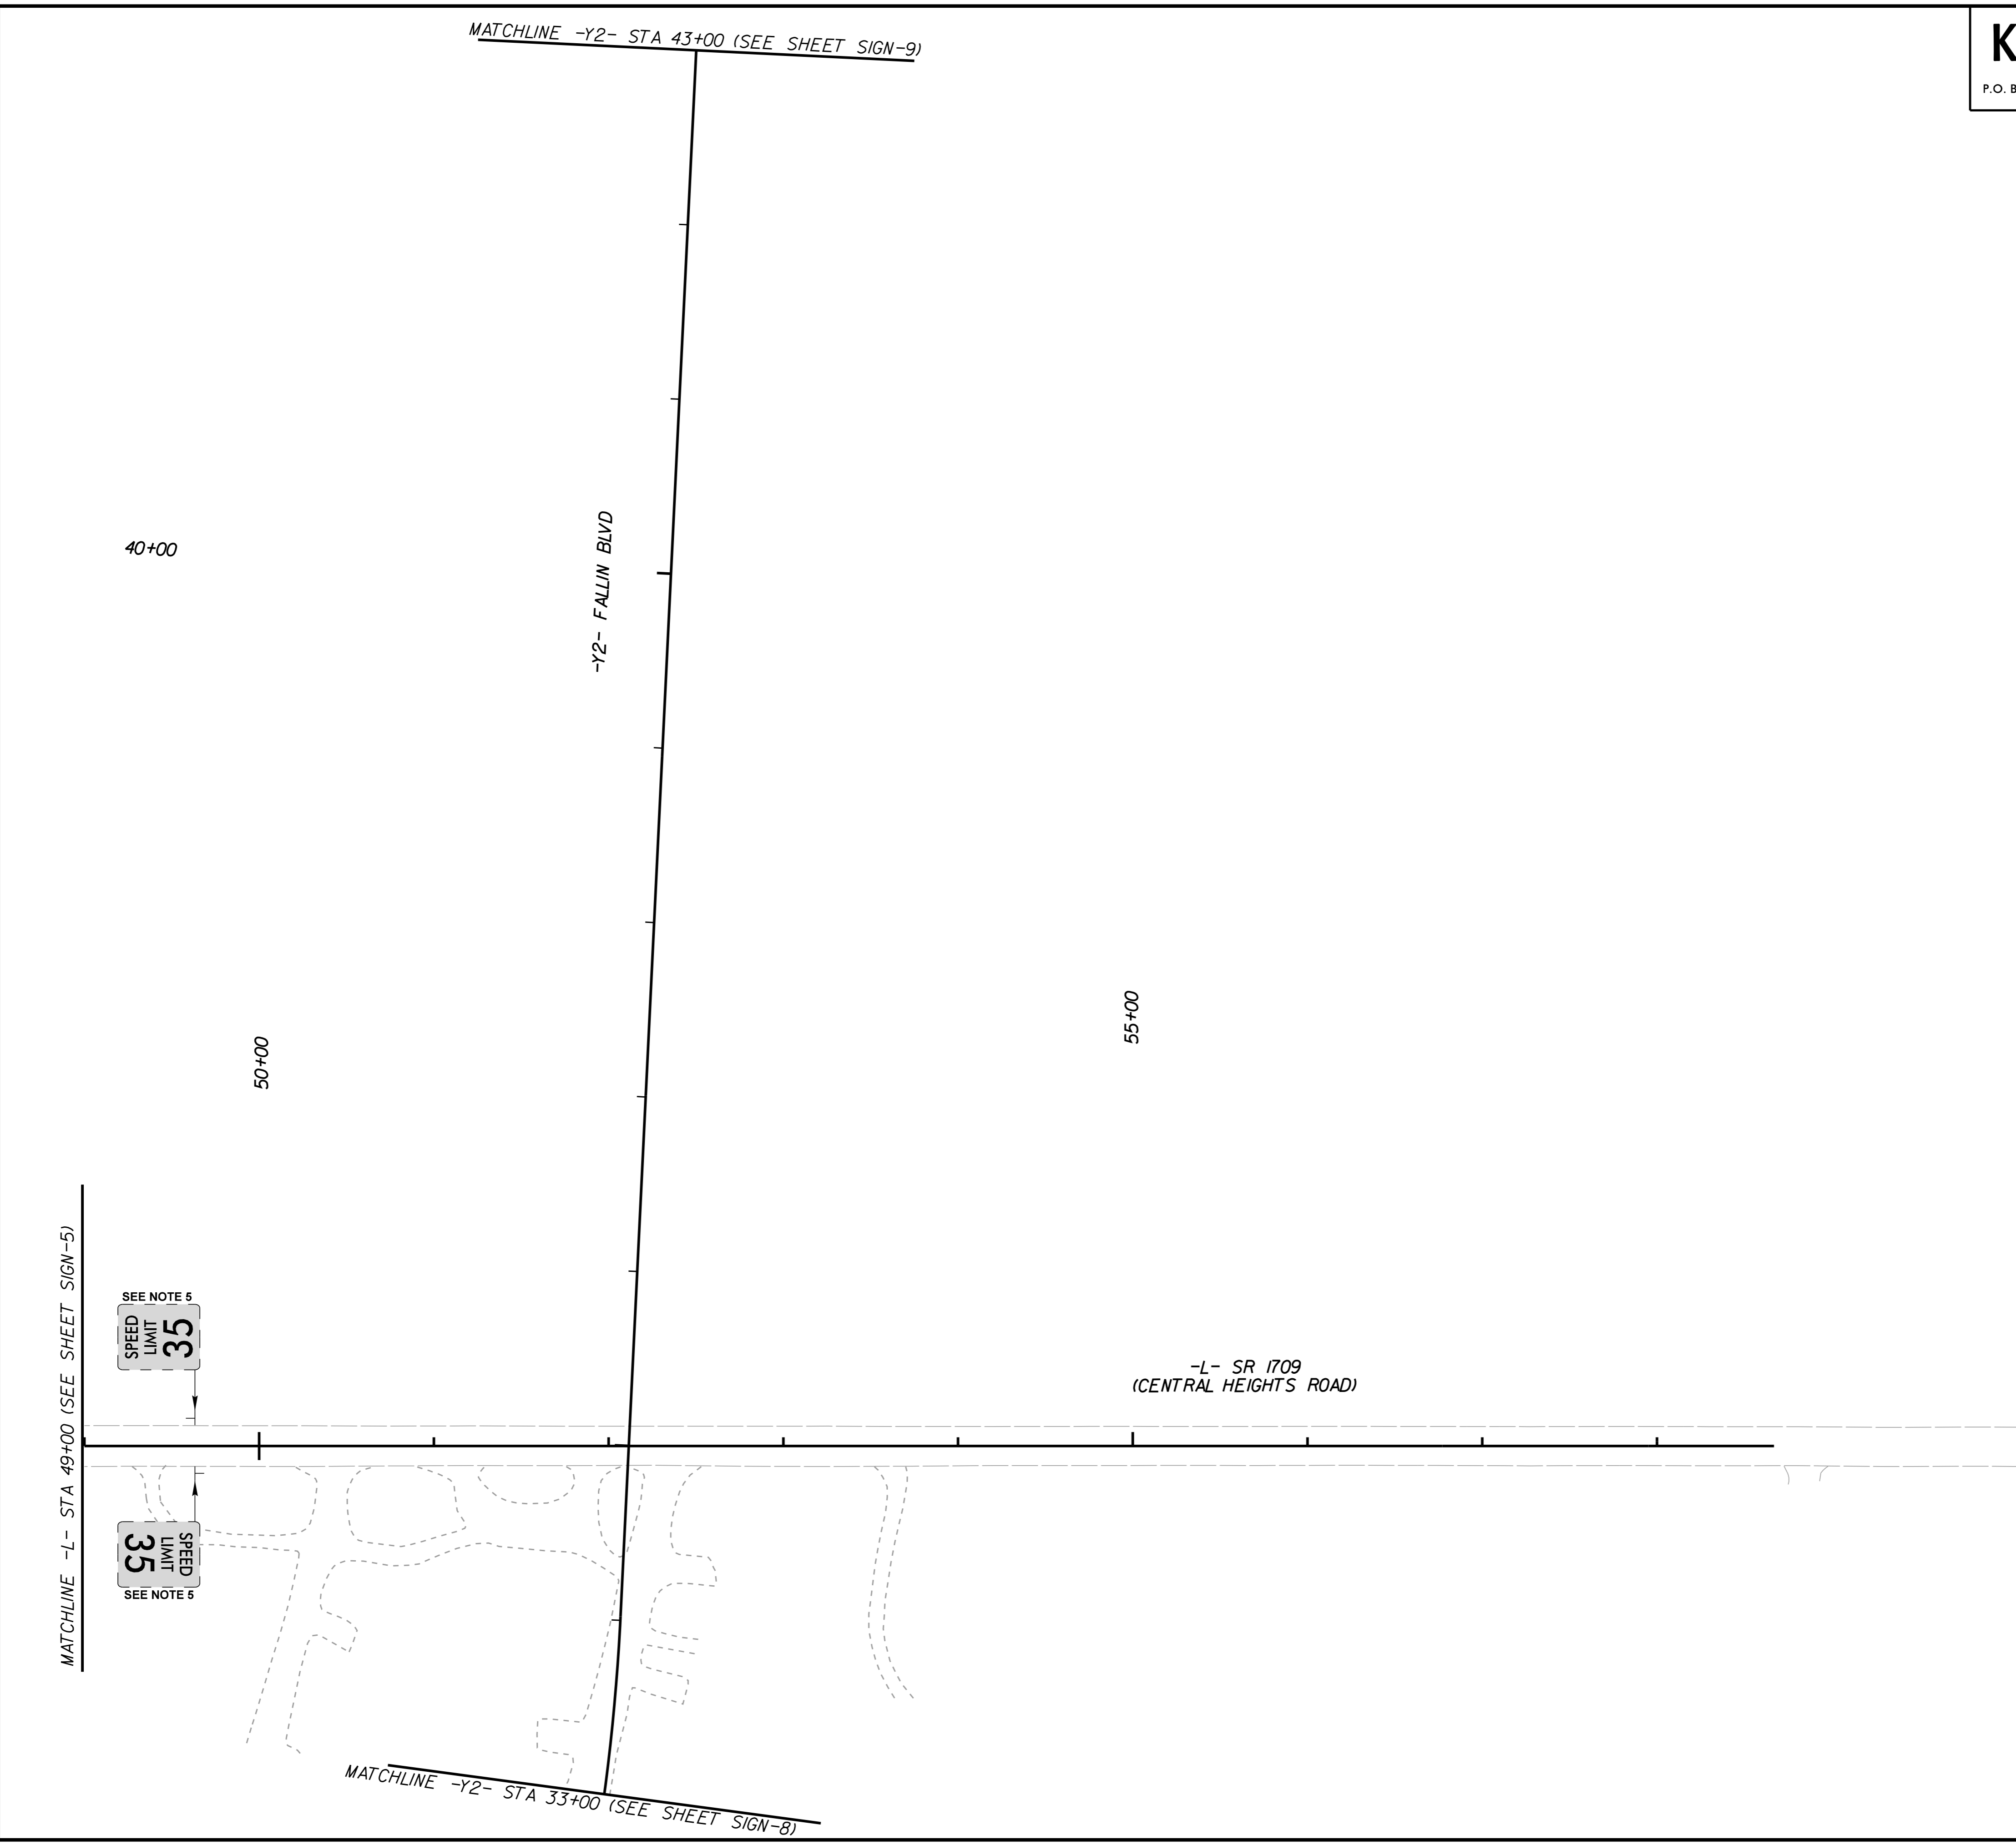 MATCHLINE -Y2- STA 43+00 (SEE SHEET SIGN-9)
K
P.O. B
40+00
-Y2- FALLIN BLVD
50+00
55+00
MATCHLINE -L- STA 49+00 (SEE SHEET SIGN-5)
SEE NOTE 5
SPEED
LIMIT
35
-L- SR 1709
(CENTRAL HEIGHTS ROAD)
SPEED
LIMIT
35
SEE NOTE 5
MATCHLINE -Y2- STA 33+00 (SEE SHEET SIGN-8)